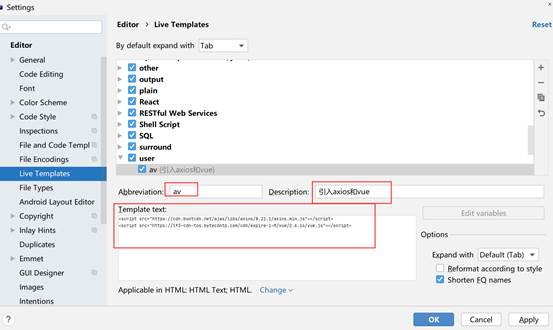 Settings
Editor
General
Code Editing
Font
Color Scheme
Code Style
Inspections
File and Code Templ
File Encodings
Live Templates
File Types
Android Layout Editor
Copyright
Inlay Hints
Duplicates
Emmet
GUI Designer
Images
Intentions
Editor › Live Templates
Reset
By default expand with Tab
other
output
plain
React
RESTful Web Services
Shell Script
SQL
surround
user
av (引入axios和vue)
Abbreviation: av
Description: 引入axios和vue
Template text:
<script src="https://cdn.bootcdn.net/ajax/libs/axios/0.21.1/axios.min.js"></script>
<script src="https://lf3-cdn-tos.bytecdntp.com/cdn/expire-1-M/vue/2.6.14/vue.js"></script>
Edit variables
Options
Expand with Default (Tab)
Reformat according to style
Shorten FQ names
Applicable in HTML: HTML Text; HTML.
Change
?
OK
Cancel
Apply